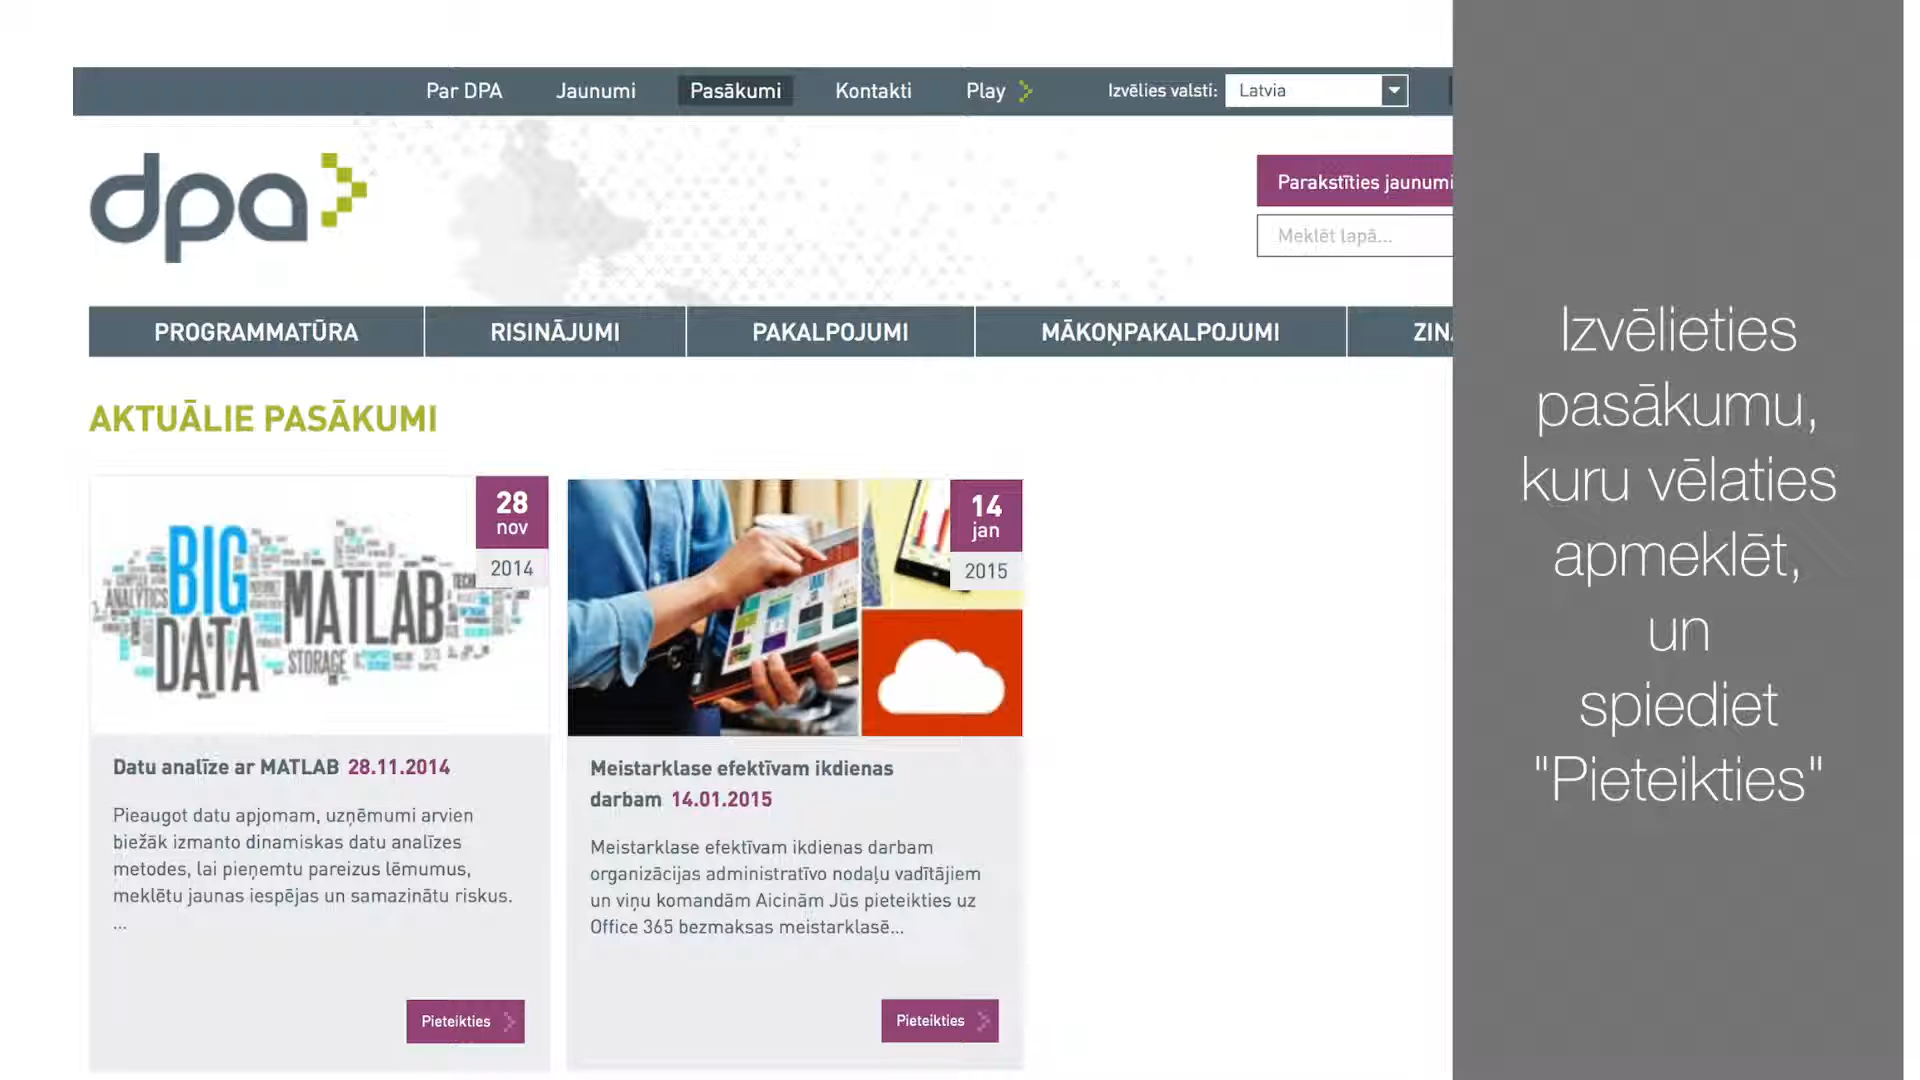 Par DPA Jaunumi Pasākumi Kontakti Play Izvēlies valsti: Latvia
dpa
Parakstīties jaunumi
Meklēt lapā...
PROGRAMMATŪRA RISINĀJUMI PAKALPOJUMI MĀKOŅPAKALPOJUMI ZINA
AKTUĀLIE PASĀKUMI
28
nov
2014
BIG
DATA
MATLAB
ANALYTICS
STORAGE
14
jan
2015
Datu analīze ar MATLAB 28.11.2014
Pieaugot datu apjomam, uzņēmumi arvien
biežāk izmanto dinamiskas datu analīzes
metodes, lai pieņemtu pareizus lēmumus,
meklētu jaunas iespējas un samazinātu riskus.
...
Pieteikties
Meistarklase efektīvam ikdienas
darbam 14.01.2015
Meistarklase efektīvam ikdienas darbam
organizācijas administratīvo nodaļu vadītājiem
un viņu komandām Aicinām Jūs pieteikties uz
Office 365 bezmaksas meistarklasē...
Pieteikties
Izvēlieties
pasākumu,
kuru vēlaties
apmeklēt,
un
spiediet
"Pieteikties"